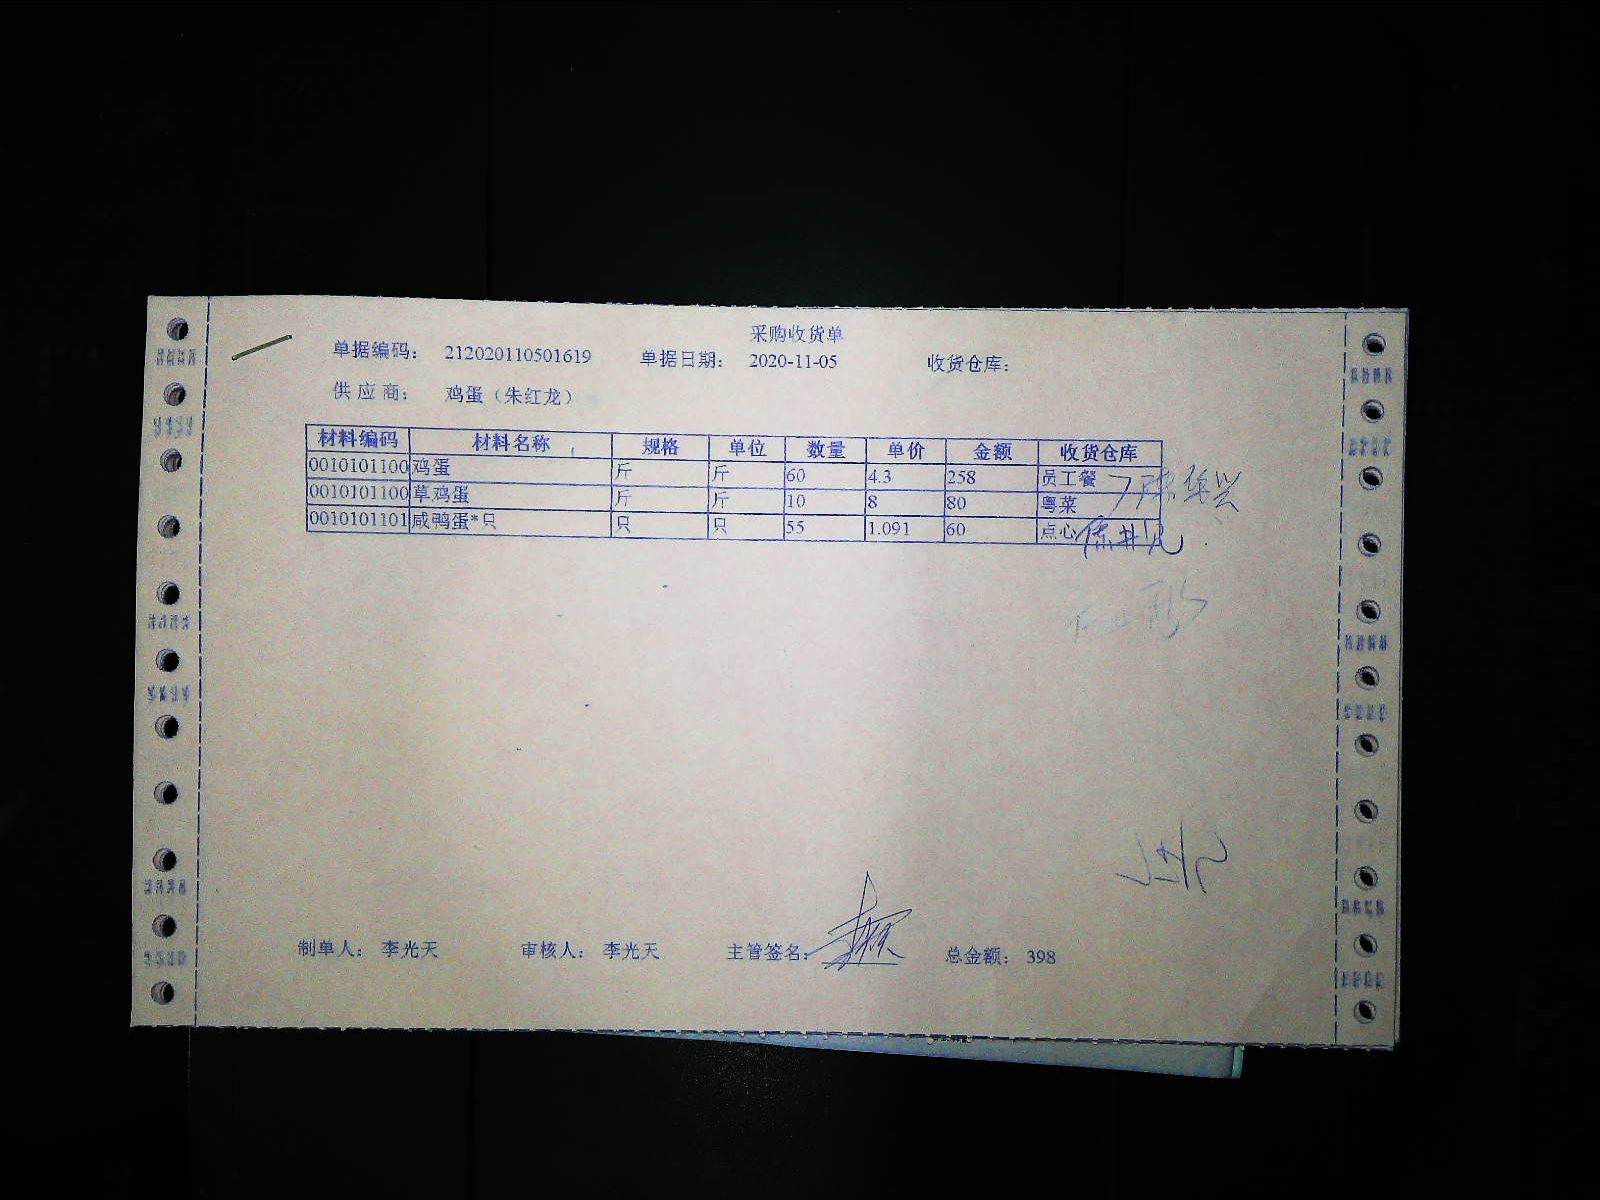 采购收货单
单据编码： 212020110501619 单据日期： 2020-11-05 收货仓库：
供 应 商： 鸡蛋（朱红龙）
材料编码 材料名称 规格 单位 数量 单价 金额 收货仓库
0010101100 鸡蛋 斤 斤 60 4.3 258 员工餐
0010101100 草鸡蛋 斤 斤 10 8 80 粤菜
0010101101 咸鸭蛋*只 只 只 55 1.091 60 点心
制单人： 李光天 审核人： 李光天 主管签名： 总金额： 398